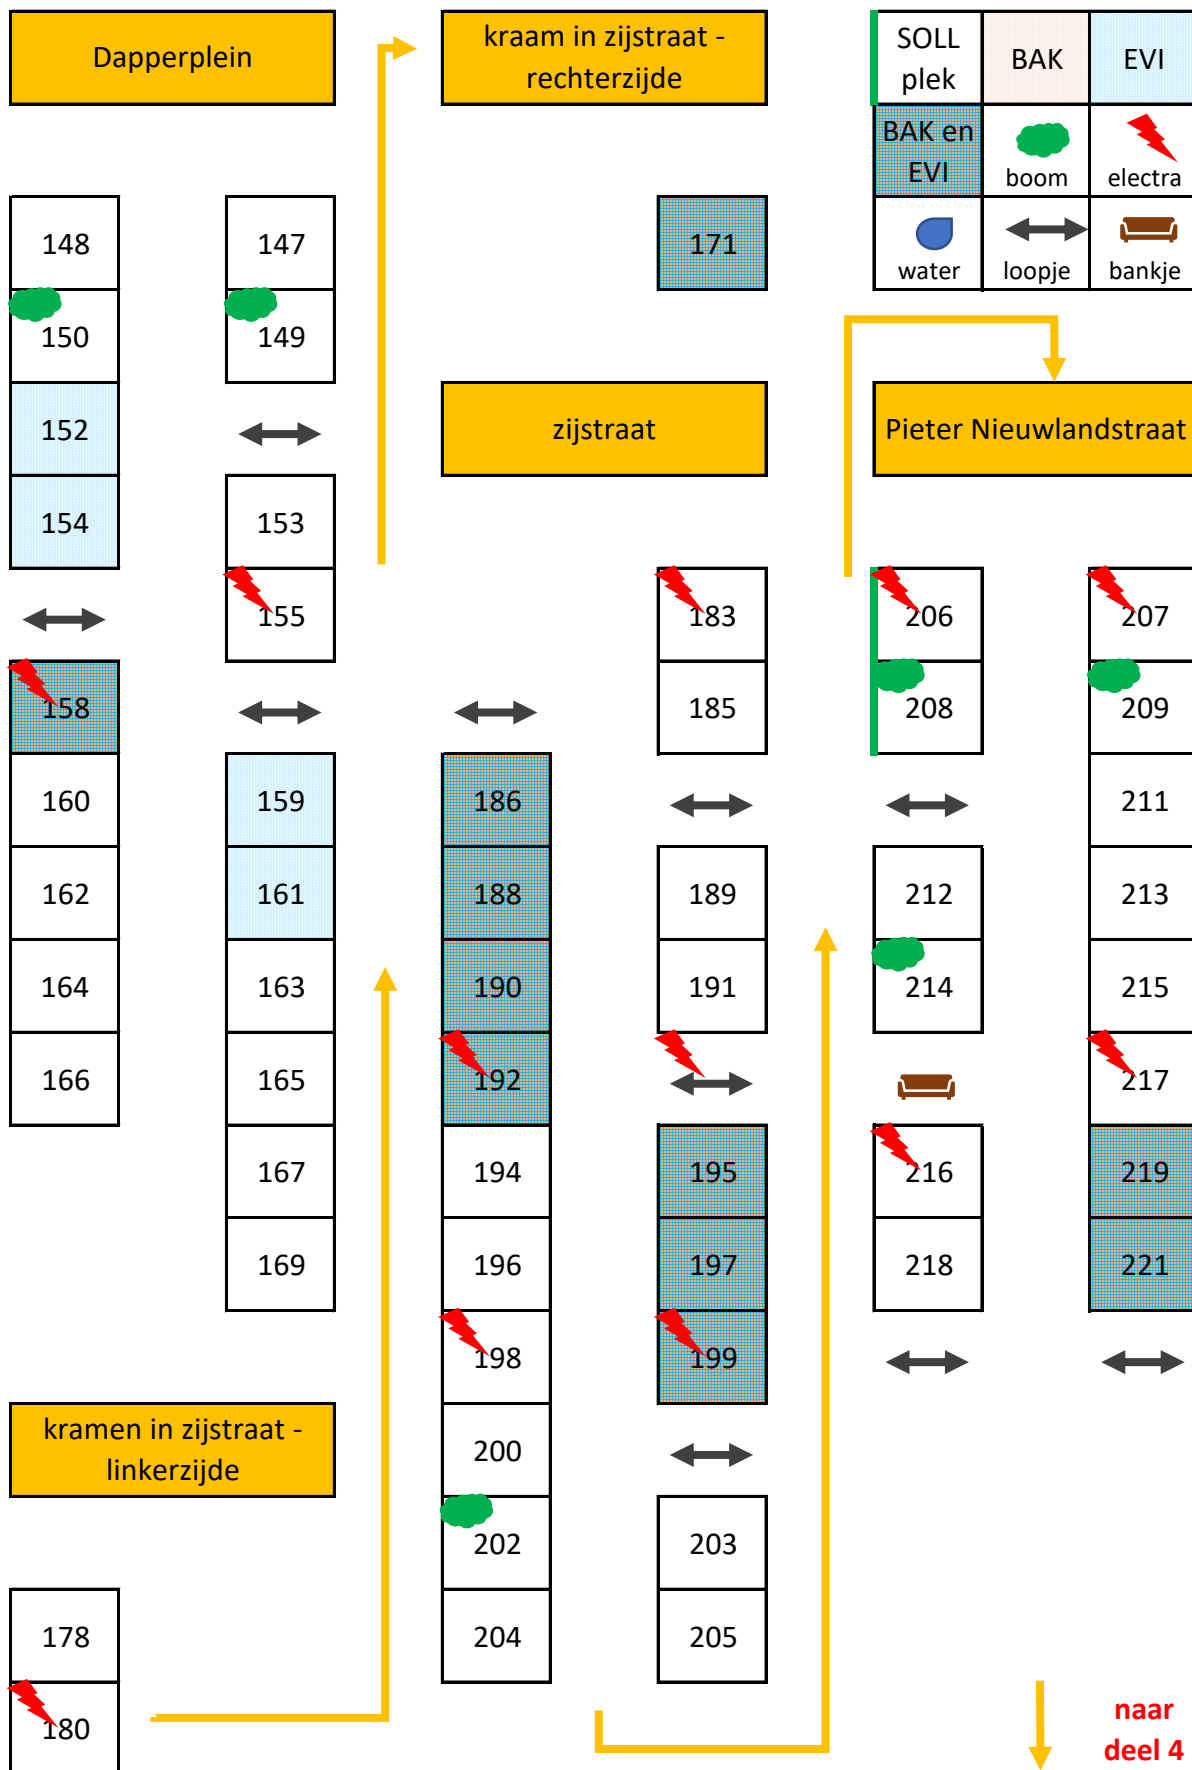 Dapperplein
148
147
150
149
152
154
153
155
158
160
159
162
161
164
163
166
165
167
169
kramen in zijstraat -
linkerzijde
178
180
kraam in zijstraat -
rechterzijde
171
zijstraat
183
185
186
188
189
190
191
192
194
195
196
197
198
199
200
202
203
204
205
SOLL
plek
BAK
EVI
BAK en
EVI
boom
electra
water
loopje
bankje
Pieter Nieuwlandstraat
206
207
208
209
211
212
213
214
215
217
216
219
218
221
naar
deel 4